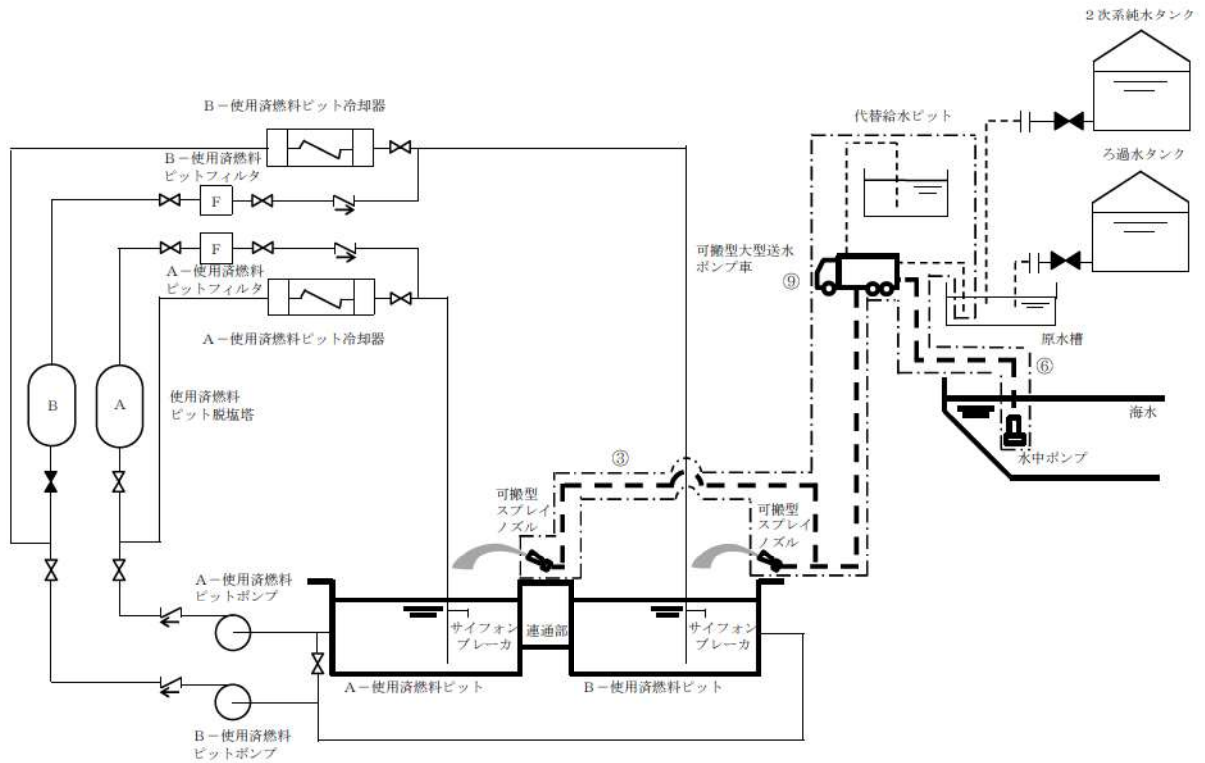 2次系純水タンク
B-使用済燃料ピット冷却器
代替給水ピット
B-使用済燃料
ピットフィルタ
ろ過水タンク
F
F
A-使用済燃料
ピットフィルタ
可搬型大型送水
ポンプ車
⑨
A-使用済燃料ピット冷却器
原水槽
⑥
B
A
使用済燃料
ピット脱塩塔
海水
③
水中ポンプ
可搬型
スプレイ
ノズル
可搬型
スプレイ
ノズル
A-使用済燃料
ピットポンプ
サイフォン
ブレーカ
連通部
サイフォン
ブレーカ
A-使用済燃料ピット
B-使用済燃料ピット
B-使用済燃料
ピットポンプ